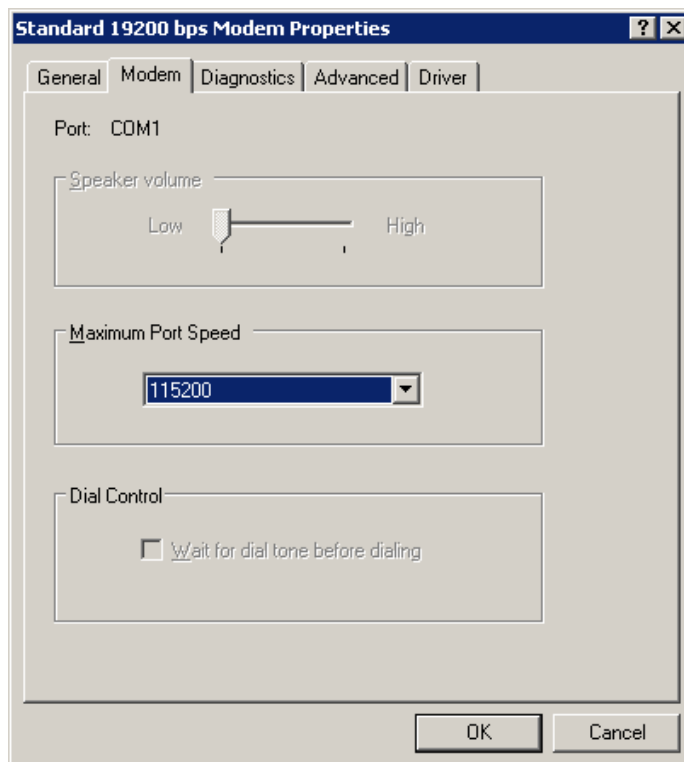 Standard 19200 bps Modem Properties
General Modem Diagnostics Advanced Driver
Port: COM1
Speaker volume
Low High
Maximum Port Speed
115200
Dial Control
Wait for dial tone before dialing
OK Cancel